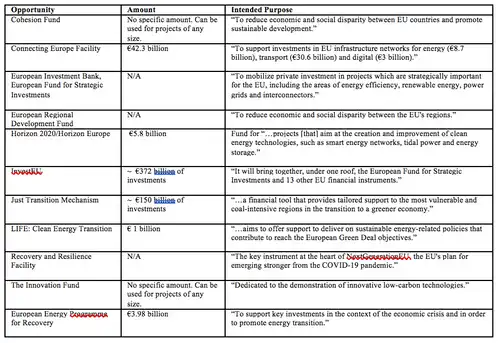 Opportunity Amount Intended Purpose
Cohesion Fund No specific amount. Can "To reduce economic and social disparity between EU countries and promote
be used for projects of any sustainable development."
size.
Connecting Europe Facility €42.3 billion "To support investments in EU infrastructure networks for energy (€8.7
billion), transport (€30.6 billion) and digital (€3 billion)."
European Investment Bank, N/A "To mobilize private investment in projects which are strategically important
European Fund for Strategic for the EU, including the areas of energy efficiency, renewable energy, power
Investments grids and interconnectors."
European Regional N/A "To reduce economic and social disparity between the EU's regions."
Development Fund
Horizon 2020/Horizon Europe €5.8 billion Fund for "…projects [that] aim at the creation and improvement of clean
energy technologies, such as smart energy networks, tidal power and energy
storage."
InvestEU ~ €372 billion of "It will bring together, under one roof, the European Fund for Strategic
investments Investments and 13 other EU financial instruments."
Just Transition Mechanism ~ €150 billion of "…a financial tool that provides tailored support to the most vulnerable and
investments coal-intensive regions in the transition to a greener economy."
LIFE: Clean Energy Transition € 1 billion "…aims to offer support to deliver on sustainable energy-related policies that
contribute to reach the European Green Deal objectives."
Recovery and Resilience N/A "The key instrument at the heart of NextGenerationEU, the EU's plan for
Facility emerging stronger from the COVID-19 pandemic."
The Innovation Fund No specific amount. Can "Dedicated to the demonstration of innovative low-carbon technologies."
be used for projects of any
size.
European Energy Programme €3.98 billion "To support key investments in the context of the economic crisis and in order
for Recovery to promote energy transition."